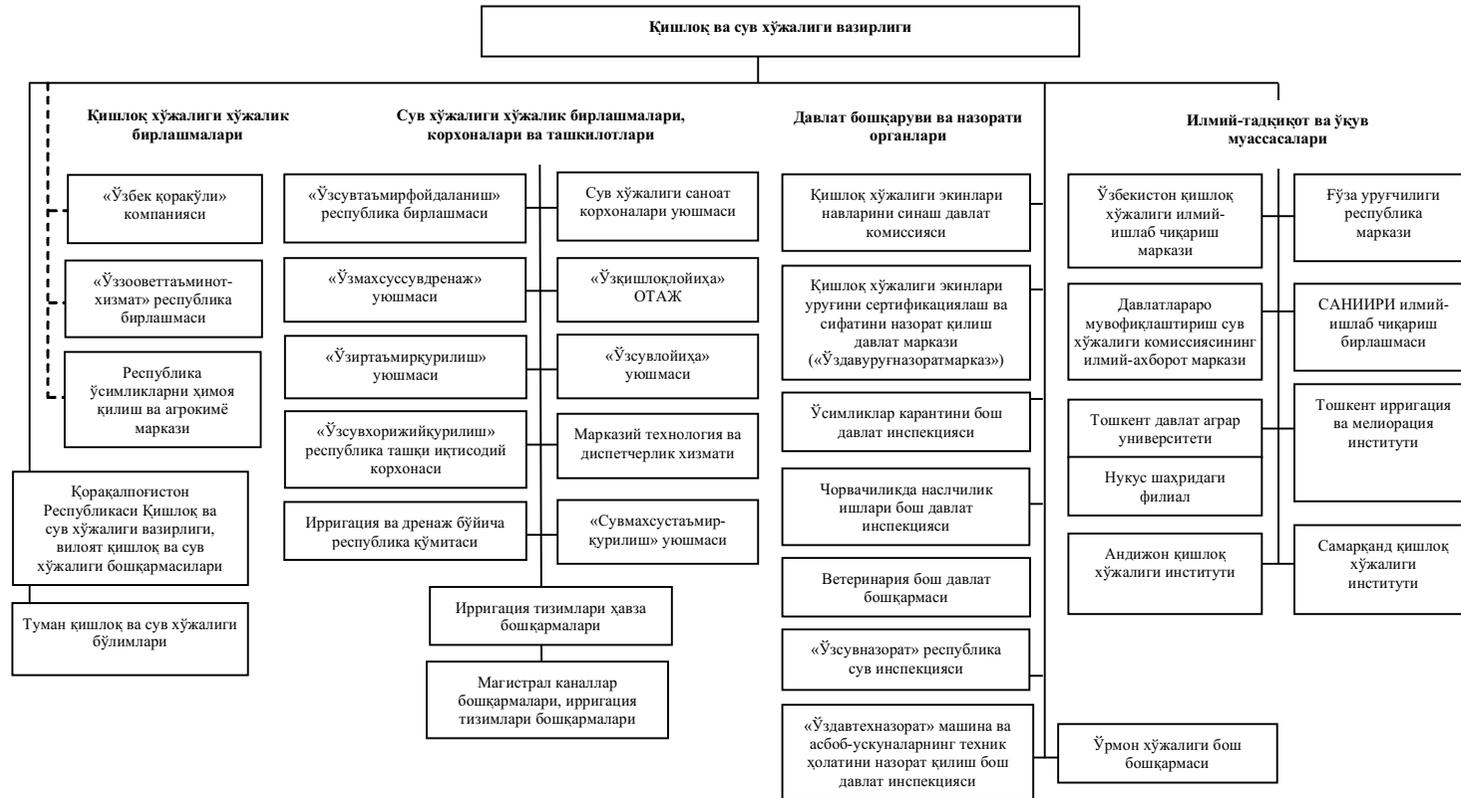 Қишлоқ ва сув хўжалиги вазирлиги
Қишлоқ хўжалиги хўжалик
бирлашмалари
«Ўзбек қоракўли»
компанияси
«Ўззооветтаъминот-
хизмат» республика
бирлашмаси
Республика
ўсимликларни ҳимоя
қилиш ва агрокимё
маркази
Қорақалпоғистон
Республикаси Қишлоқ ва
сув хўжалиги вазирлиги,
вилоят қишлоқ ва сув
хўжалиги бошқармасилари
Туман қишлоқ ва сув хўжалиги
бўлимлари
Сув хўжалиги хўжалик бирлашмалари,
корхоналари ва ташкилотлари
«Ўзсувтаъмирфойдаланиш»
республика бирлашмаси
Сув хўжалиги саноат
корхоналари уюшмаси
«Ўзмахсуссувдренаж»
уюшмаси
«Ўзқишлоқлойиҳа»
ОТАЖ
«Ўзиртаъмирқурилиш»
уюшмаси
«Ўзсувлойиҳа»
уюшмаси
«Ўзсувхорижийқурилиш»
республика ташқи иқтисодий
корхонаси
Марказий технология ва
диспетчерлик хизмати
Ирригация ва дренаж бўйича
республика қўмитаси
«Сувмахсустаъмир-
қурилиш» уюшмаси
Ирригация тизимлари ҳавза
бошқармалари
Магистрал каналлар
бошқармалари, ирригация
тизимлари бошқармалари
Давлат бошқаруви ва назорати
органлари
Қишлоқ хўжалиги экинлари
навларини синаш давлат
комиссияси
Қишлоқ хўжалиги экинлари
уруғини сертификациялаш ва
сифатини назорат қилиш
давлат маркази
(«Ўздавуруғназоратмарказ»)
Ўсимликлар карантини бош
давлат инспекцияси
Чорвачиликда наслчилик
ишлари бош давлат
инспекцияси
Ветеринария бош давлат
бошқармаси
«Ўзсувназорат» республика
сув инспекцияси
«Ўздавтехназорат» машина ва
асбоб-ускуналарнинг техник
ҳолатини назорат қилиш бош
давлат инспекцияси
Ўрмон хўжалиги бош
бошқармаси
Илмий-тадқиқот ва ўқув
муассасалари
Ўзбекистон қишлоқ
хўжалиги илмий-
ишлаб чиқариш
маркази
Ғўза уруғчилиги
республика
маркази
Давлатлараро
мувофиқлаштириш сув
хўжалиги комиссиясининг
илмий-ахборот маркази
САНИИРИ илмий-
ишлаб чиқариш
бирлашмаси
Тошкент давлат аграр
университети
Нукус шаҳридаги
филиал
Тошкент ирригация
ва мелиорация
институти
Андижон қишлоқ
хўжалиги институти
Самарқанд қишлоқ
хўжалиги
институти